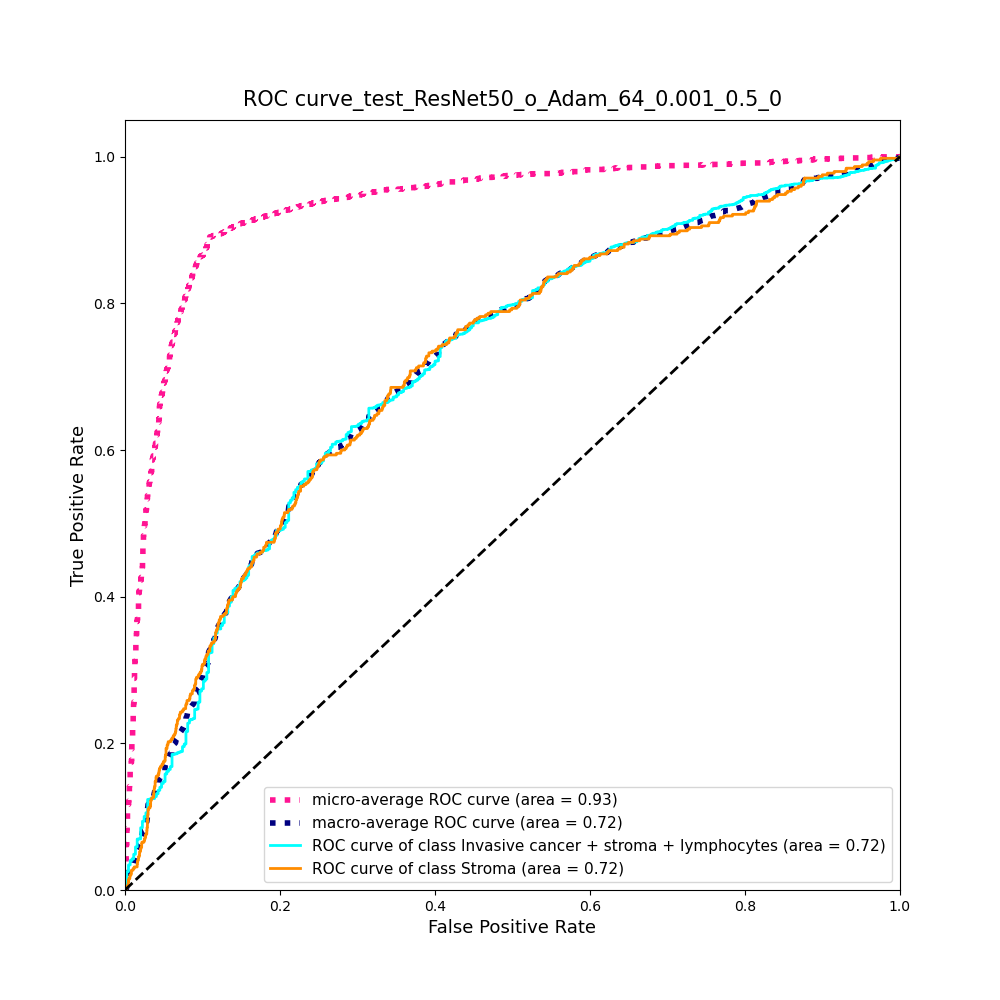 ROC curve_test_ResNet50_o_Adam_64_0.001_0.5_0
1.0
0.8
0.6
0.4
0.2
0.0
True Positive Rate
micro-average ROC curve (area = 0.93)
macro-average ROC curve (area = 0.72)
ROC curve of class Invasive cancer + stroma + lymphocytes (area = 0.72)
ROC curve of class Stroma (area = 0.72)
0.0 0.2 0.4 0.6 0.8 1.0
False Positive Rate